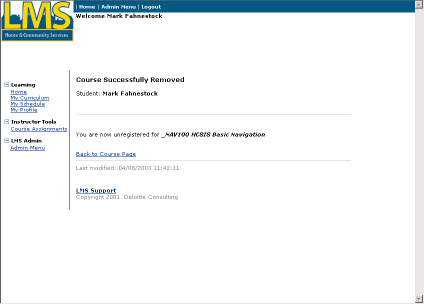 LMS
Home & Community Services
| Home | Admin Menu | Logout
Welcome Mark Fahnestock
Learning
Home
My Curriculum
My Schedule
My Profile
Instructor Tools
Course Assignments
LMS Admin
Admin Menu
Course Successfully Removed
Student: Mark Fahnestock
You are now unregistered for _NAV100 HCSIS Basic Navigation
Back to Course Page
Last modified: 04/08/2003 11:42:11
LMS Support
Copyright 2001. Deloitte Consulting